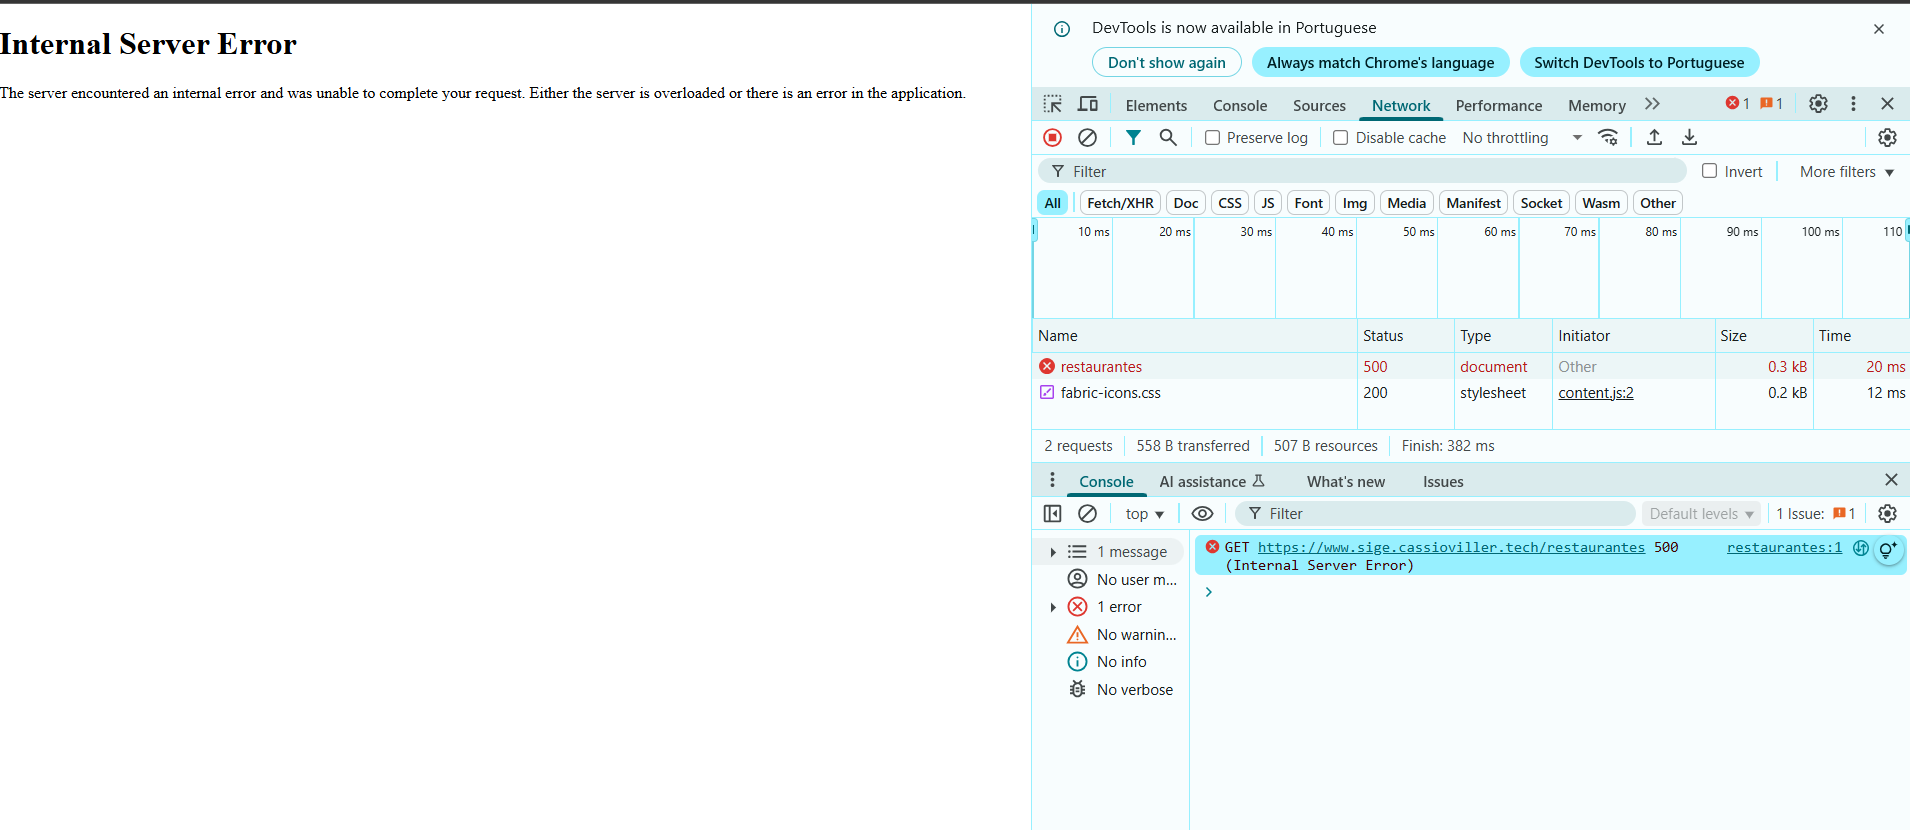 Internal Server Error
The server encountered an internal error and was unable to complete your request. Either the server is overloaded or there is an error in the application.
DevTools is now available in Portuguese
Don't show again
Always match Chrome's language
Switch DevTools to Portuguese
Elements Console Sources Network Performance Memory 1 1
Preserve log Disable cache No throttling
Filter Invert More filters
All Fetch/XHR Doc CSS JS Font Img Media Manifest Socket Wasm Other
10 ms 20 ms 30 ms 40 ms 50 ms 60 ms 70 ms 80 ms 90 ms 100 ms 110
Name Status Type Initiator Size Time
restaurantes 500 document Other 0.3 kB 20 ms
fabric-icons.css 200 stylesheet content.js:2 0.2 kB 12 ms
2 requests 558 B transferred 507 B resources Finish: 382 ms
Console AI assistance What's new Issues
top Filter Default levels 1 Issue: 1
1 message
No user m...
1 error
No warnin...
No info
No verbose
GET https://www.sige.cassioviller.tech/restaurantes 500 restaurantes:1
(Internal Server Error)